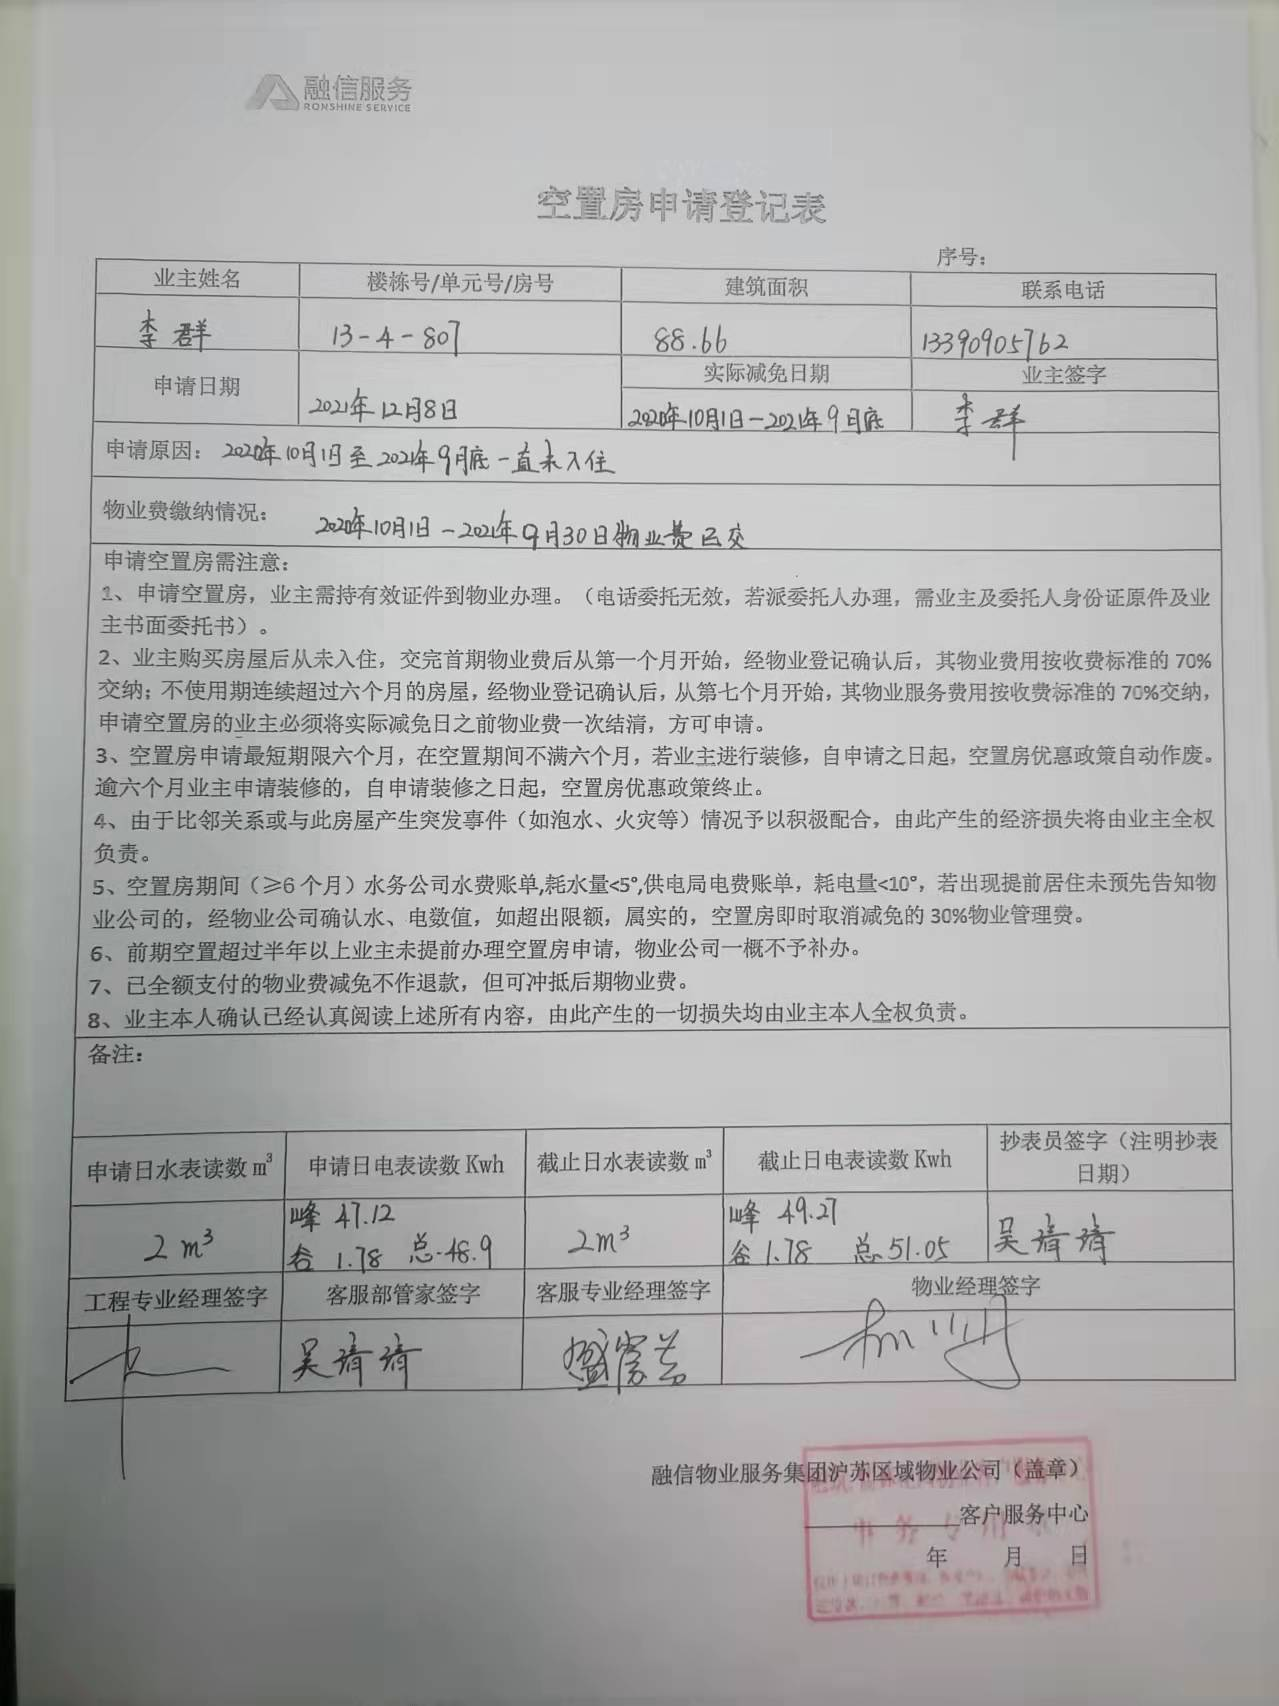 融信服务
RONSHINE SERVICE
空置房申请登记表
序号：
业主姓名 楼栋号/单元号/房号 建筑面积 联系电话
李群 13-4-807 88.66 13390905762
申请日期 2021年12月8日 实际减免日期 业主签字
2020年10月1日-2021年9月底 李群
申请原因：2020年10月1日至2021年9月底一直未入住
物业费缴纳情况：2020年10月1日-2021年9月30日物业费已交
申请空置房需注意：
1、申请空置房，业主需持有效证件到物业办理。（电话委托无效，若派委托人办理，需业主及委托人身份证原件及业
主书面委托书）。
2、业主购买房屋后从未入住，交完首期物业费后从第一个月开始，经物业登记确认后，其物业费用按收费标准的70%
交纳；不使用期连续超过六个月的房屋，经物业登记确认后，从第七个月开始，其物业服务费用按收费标准的70%交纳，
申请空置房的业主必须将实际减免日之前物业费一次结清，方可申请。
3、空置房申请最短期限六个月，在空置期间不满六个月，若业主进行装修，自申请之日起，空置房优惠政策自动作废。
逾六个月业主申请装修的，自申请装修之日起，空置房优惠政策终止。
4、由于比邻关系或与此房屋产生突发事件（如泡水、火灾等）情况予以积极配合，由此产生的经济损失将由业主全权
负责。
5、空置房期间（≥6个月）水务公司水费账单,耗水量<5°,供电局电费账单，耗电量<10°，若出现提前居住未预先告知物
业公司的，经物业公司确认水、电数值，如超出限额，属实的，空置房即时取消减免的30%物业管理费。
6、前期空置超过半年以上业主未提前办理空置房申请，物业公司一概不予补办。
7、已全额支付的物业费减免不作退款，但可冲抵后期物业费。
8、业主本人确认已经认真阅读上述所有内容，由此产生的一切损失均由业主本人全权负责。
备注：
申请日水表读数m³ 申请日电表读数Kwh 截止日水表读数m³ 截止日电表读数Kwh 抄表员签字（注明抄表
日期）
2m³ 峰 47.12 2m³ 峰 49.27 吴琦琦
谷 1.78 总.48.9 谷 1.78 总.51.05
工程专业经理签字 客服部管家签字 客服专业经理签字 物业经理签字
吴琦琦
融信物业服务集团沪苏区域物业公司（盖章）
客户服务中心
年 月 日